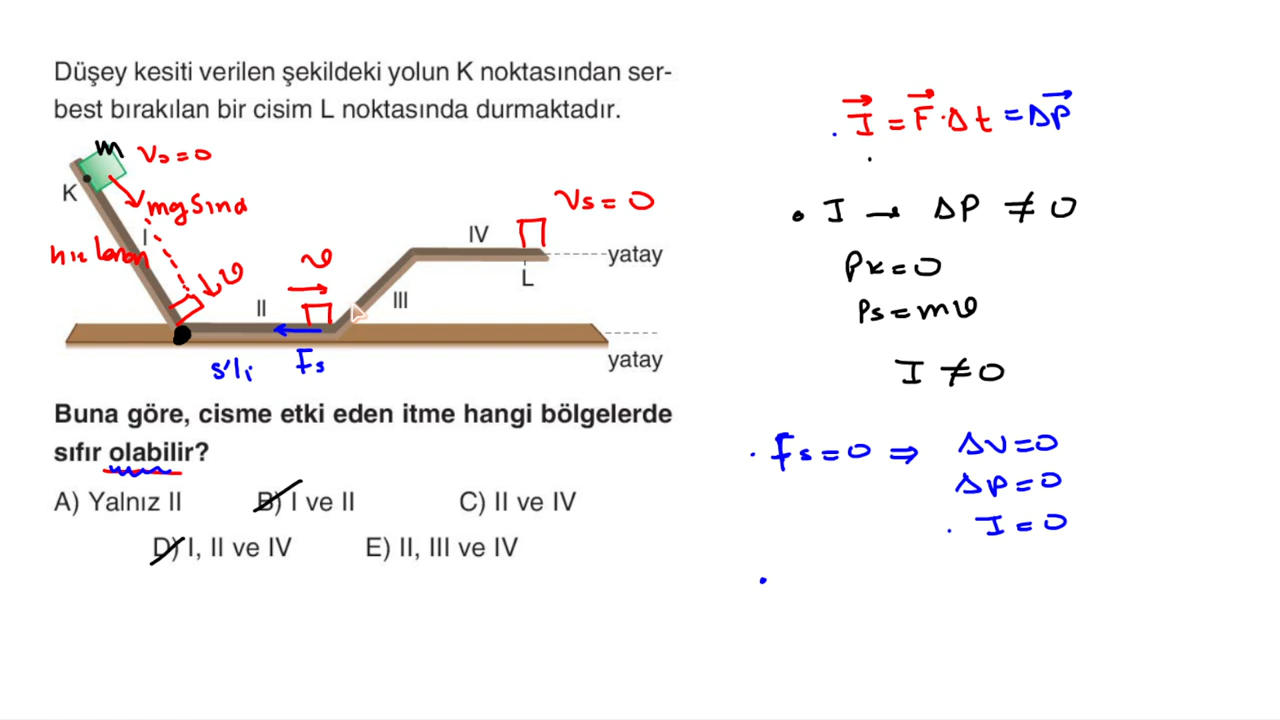 Düşey kesiti verilen şekildeki yolun K noktasından ser-
best bırakılan bir cisim L noktasında durmaktadır.
m
V₀ = 0
K
mg Sinα
I
hızlanan
υ
II
υ
III
IV
Vs = 0
L
yatay
yatay
s'li
Fs
Buna göre, cisme etki eden itme hangi bölgelerde
sıfır olabilir?
A) Yalnız II
B) I ve II
C) II ve IV
D) I, II ve IV
E) II, III ve IV
. I = F · Δt = ΔP
• I → ΔP ≠ 0
PK = 0
Ps = mυ
I ≠ 0
. Fs = 0 ⇒ ΔV = 0
ΔP = 0
. I = 0